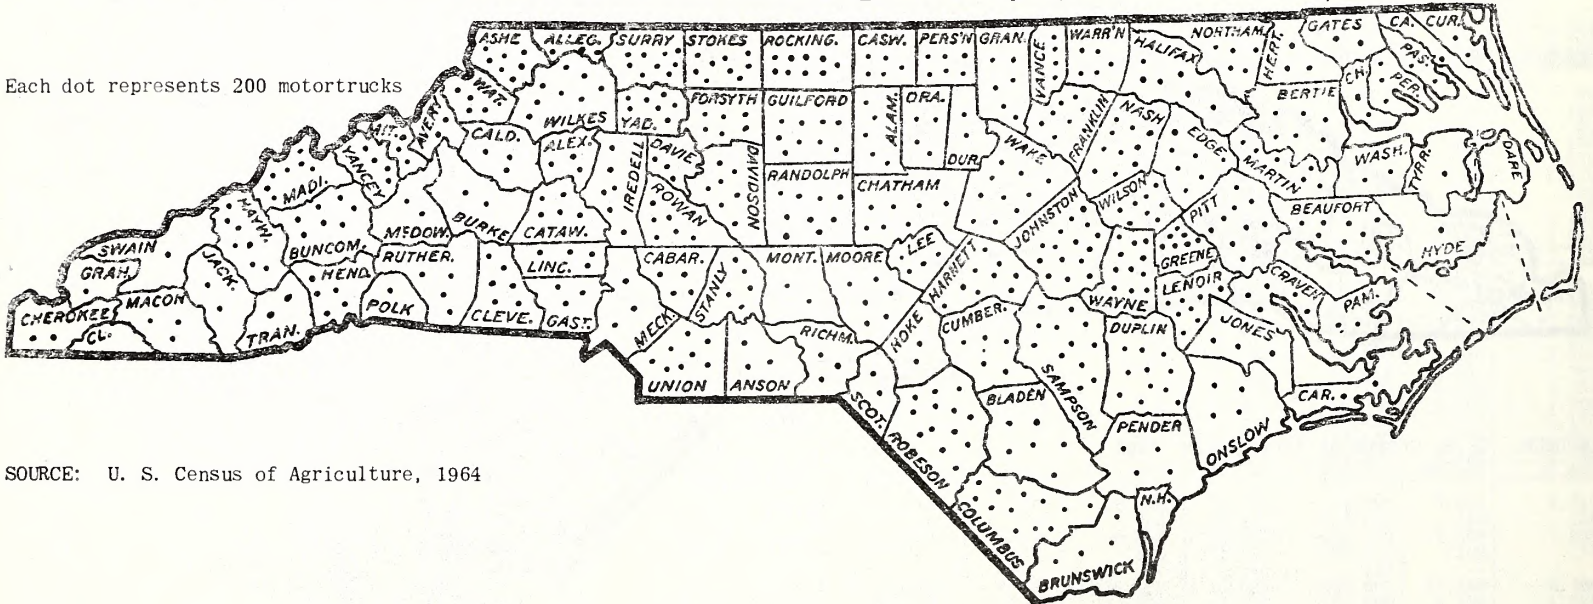 ASHE ALLEG. SURRY STOKES ROCKING. CASW. PERS'N GRAN. VANCE WARR'N HALIFAX NORTHAM. HERT. GATES CA. CUR.
Each dot represents 200 motortrucks
WAT. WILKES YAD. FORSYTH GUILFORD ALAM. ORA. DUR. FRANKLIN NASH EDGE. BERTIE CH. PAS. PER.
MIT. AVERY CALD. ALEX. IREDELL DAVIE DAVIDSON RANDOLPH CHATHAM WAKE WILSON MARTIN WASH. TYRR. DARE
MADI. YANCEY BURKE CATAW. ROWAN JOHNSTON PITT BEAUFORT HYDE
SWAIN HAYW. BUNCOM. McDOW. RUTHER. LINC. CABAR. STANLY MONT. MOORE LEE HARNETT GREENE
GRAH. JACK. HEND. POLK CLEVE. GAST. MECK. WAYNE LENOIR CRAVEN PAM.
CHEROKEE CL. MACON TRAN. UNION ANSON RICHM. HOKE CUMBER. SAMPSON DUPLIN JONES
SCOT. ROBESON BLADEN PENDER ONSLOW CAR.
SOURCE: U. S. Census of Agriculture, 1964
COLUMBUS BRUNSWICK N.H.